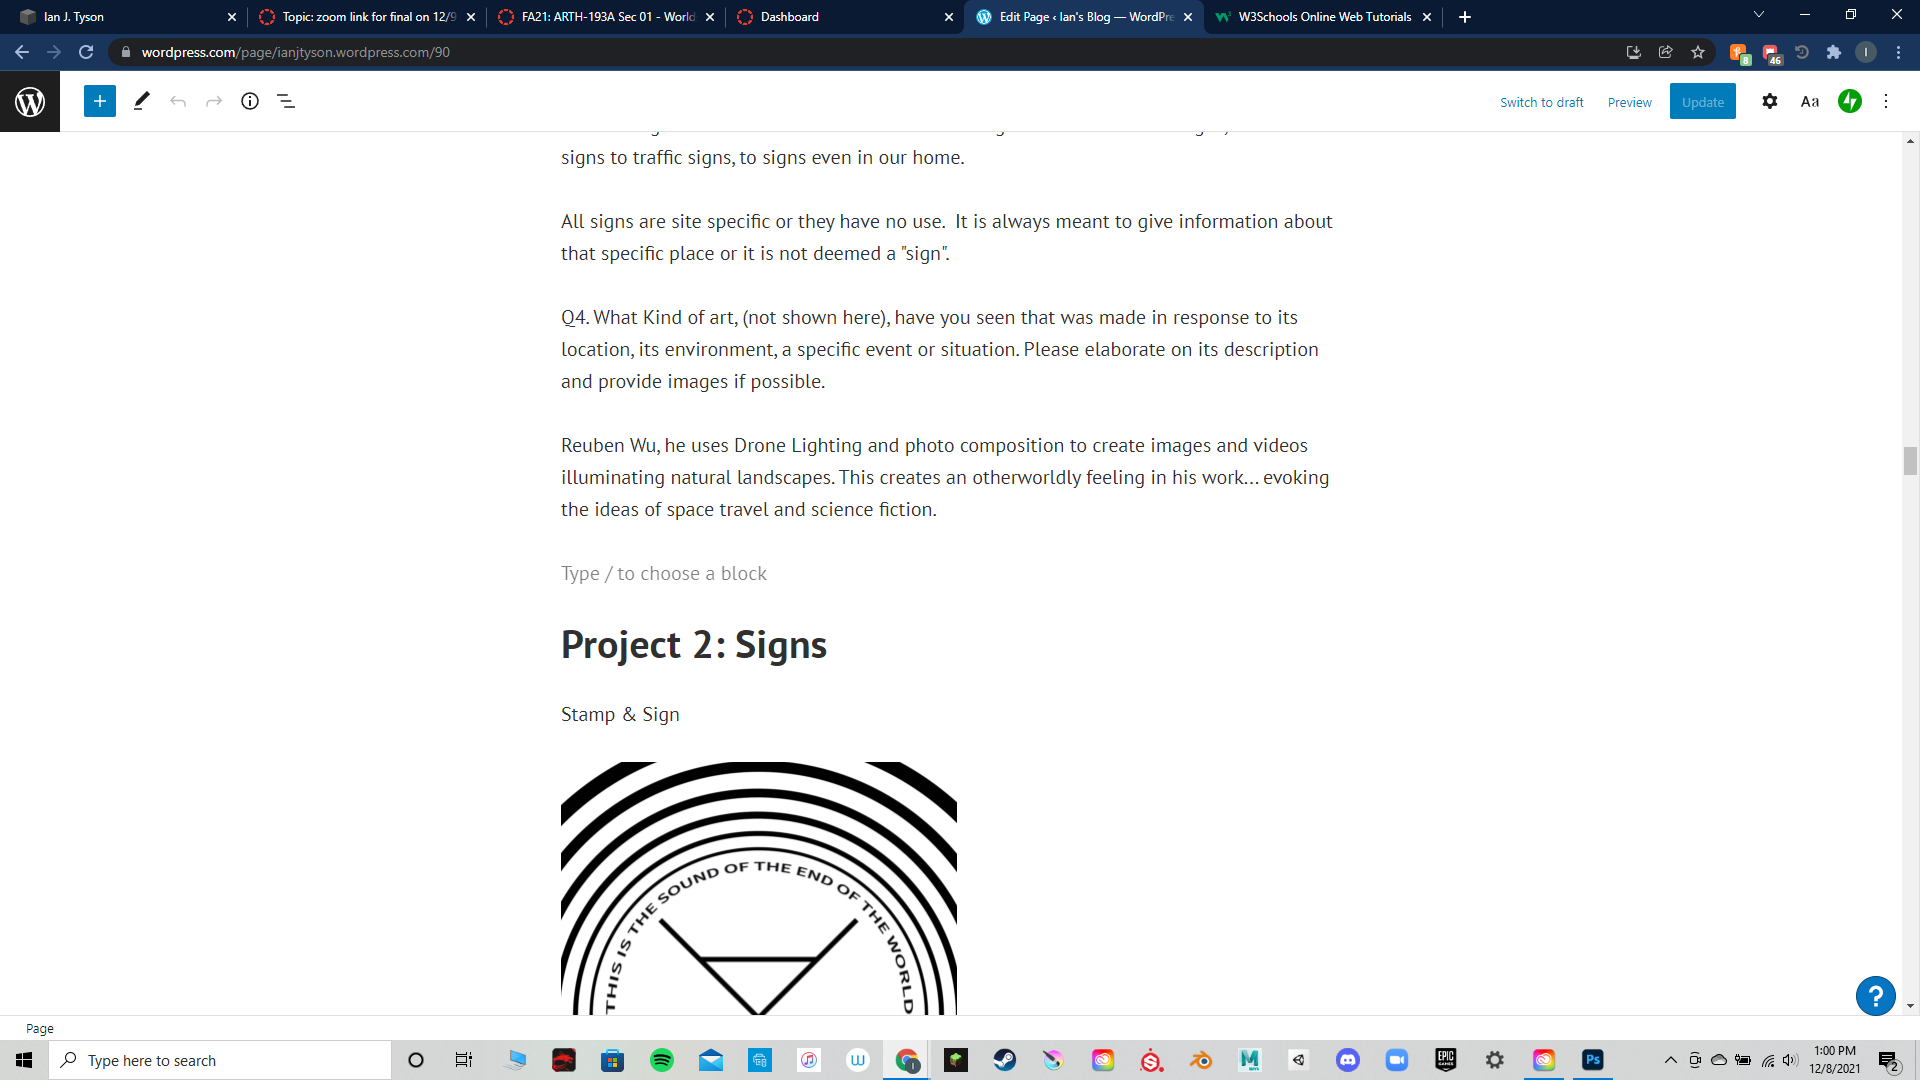 Ian J. Tyson
Topic: zoom link for final on 12/9
FA21: ARTH-193A Sec 01 - World
Dashboard
Edit Page ‹ Ian's Blog — WordPre
W3Schools Online Web Tutorials
wordpress.com/page/ianjtyson.wordpress.com/90
8
46
I
Switch to draft
Preview
Update
Aa
signs to traffic signs, to signs even in our home.
All signs are site specific or they have no use.  It is always meant to give information about
that specific place or it is not deemed a "sign".
Q4. What Kind of art, (not shown here), have you seen that was made in response to its
location, its environment, a specific event or situation. Please elaborate on its description
and provide images if possible.
Reuben Wu, he uses Drone Lighting and photo composition to create images and videos
illuminating natural landscapes. This creates an otherworldly feeling in his work... evoking
the ideas of space travel and science fiction.
Type / to choose a block
Project 2: Signs
Stamp & Sign
THIS IS THE SOUND OF THE END OF THE WORLD
?
Page
Type here to search
EPIC GAMES
Ps
1:00 PM
12/8/2021
2